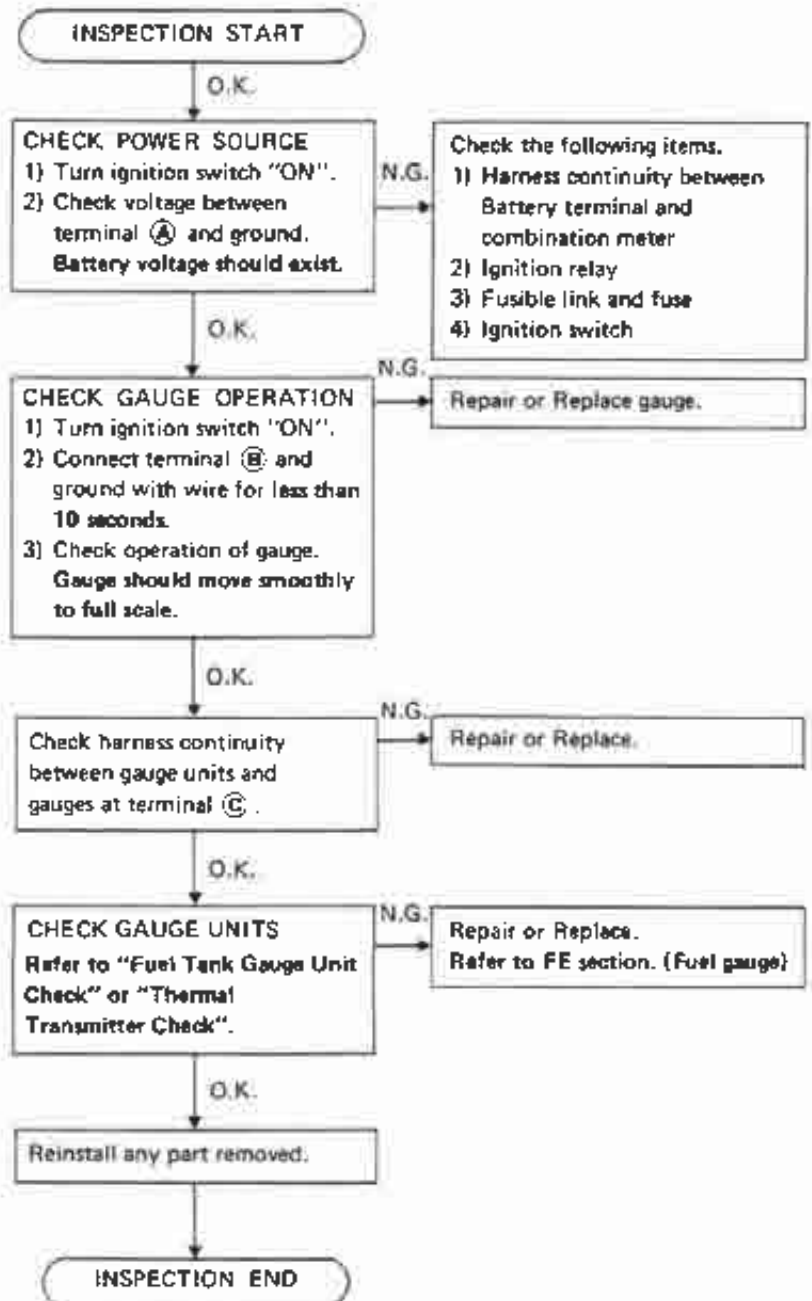 INSPECTION START
O.K.
CHECK POWER SOURCE
1) Turn ignition switch "ON".
2) Check voltage between
terminal Ⓐ and ground.
Battery voltage should exist.
N.G.
Check the following items.
1) Harness continuity between
Battery terminal and
combination meter
2) Ignition relay
3) Fusible link and fuse
4) Ignition switch
O.K.
CHECK GAUGE OPERATION
1) Turn ignition switch "ON".
2) Connect terminal Ⓑ and
ground with wire for less than
10 seconds.
3) Check operation of gauge.
Gauge should move smoothly
to full scale.
N.G.
Repair or Replace gauge.
O.K.
Check harness continuity
between gauge units and
gauges at terminal Ⓒ .
N.G.
Repair or Replace.
O.K.
CHECK GAUGE UNITS
Refer to "Fuel Tank Gauge Unit
Check" or "Thermal
Transmitter Check".
N.G.
Repair or Replace.
Refer to FE section. (Fuel gauge)
O.K.
Reinstall any part removed.
INSPECTION END